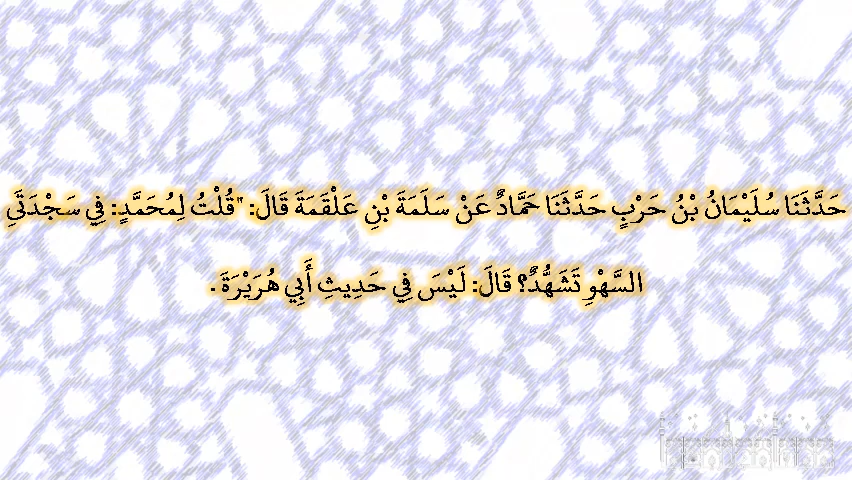 حَدَّثَنَا سُلَيْمَانُ بْنُ حَرْبٍ حَدَّثَنَا حَمَّادٌ عَنْ سَلَمَةَ بْنِ عَلْقَمَةَ قَالَ: "قُلْتُ لِمُحَمَّدٍ: فِي سَجْدَتَيِ
السَّهْوِ تَشَهُّدٌ؟ قَالَ: لَيْسَ فِي حَدِيثِ أَبِي هُرَيْرَةَ.